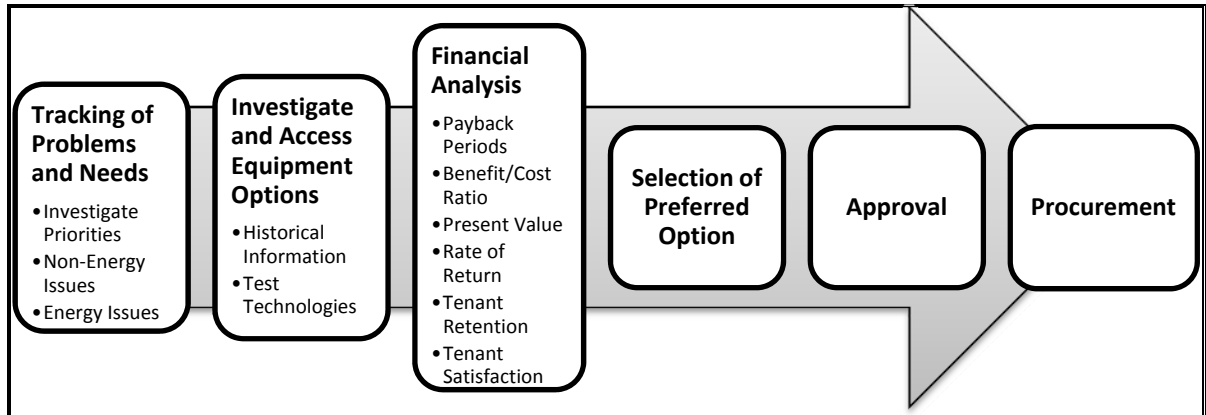 Tracking of
Problems
and Needs
•Investigate
Priorities
•Non-Energy
Issues
•Energy Issues
Investigate
and Access
Equipment
Options
•Historical
Information
•Test
Technologies
Financial
Analysis
•Payback
Periods
•Benefit/Cost
Ratio
•Present Value
•Rate of
Return
•Tenant
Retention
•Tenant
Satisfaction
Selection of
Preferred
Option
Approval
Procurement